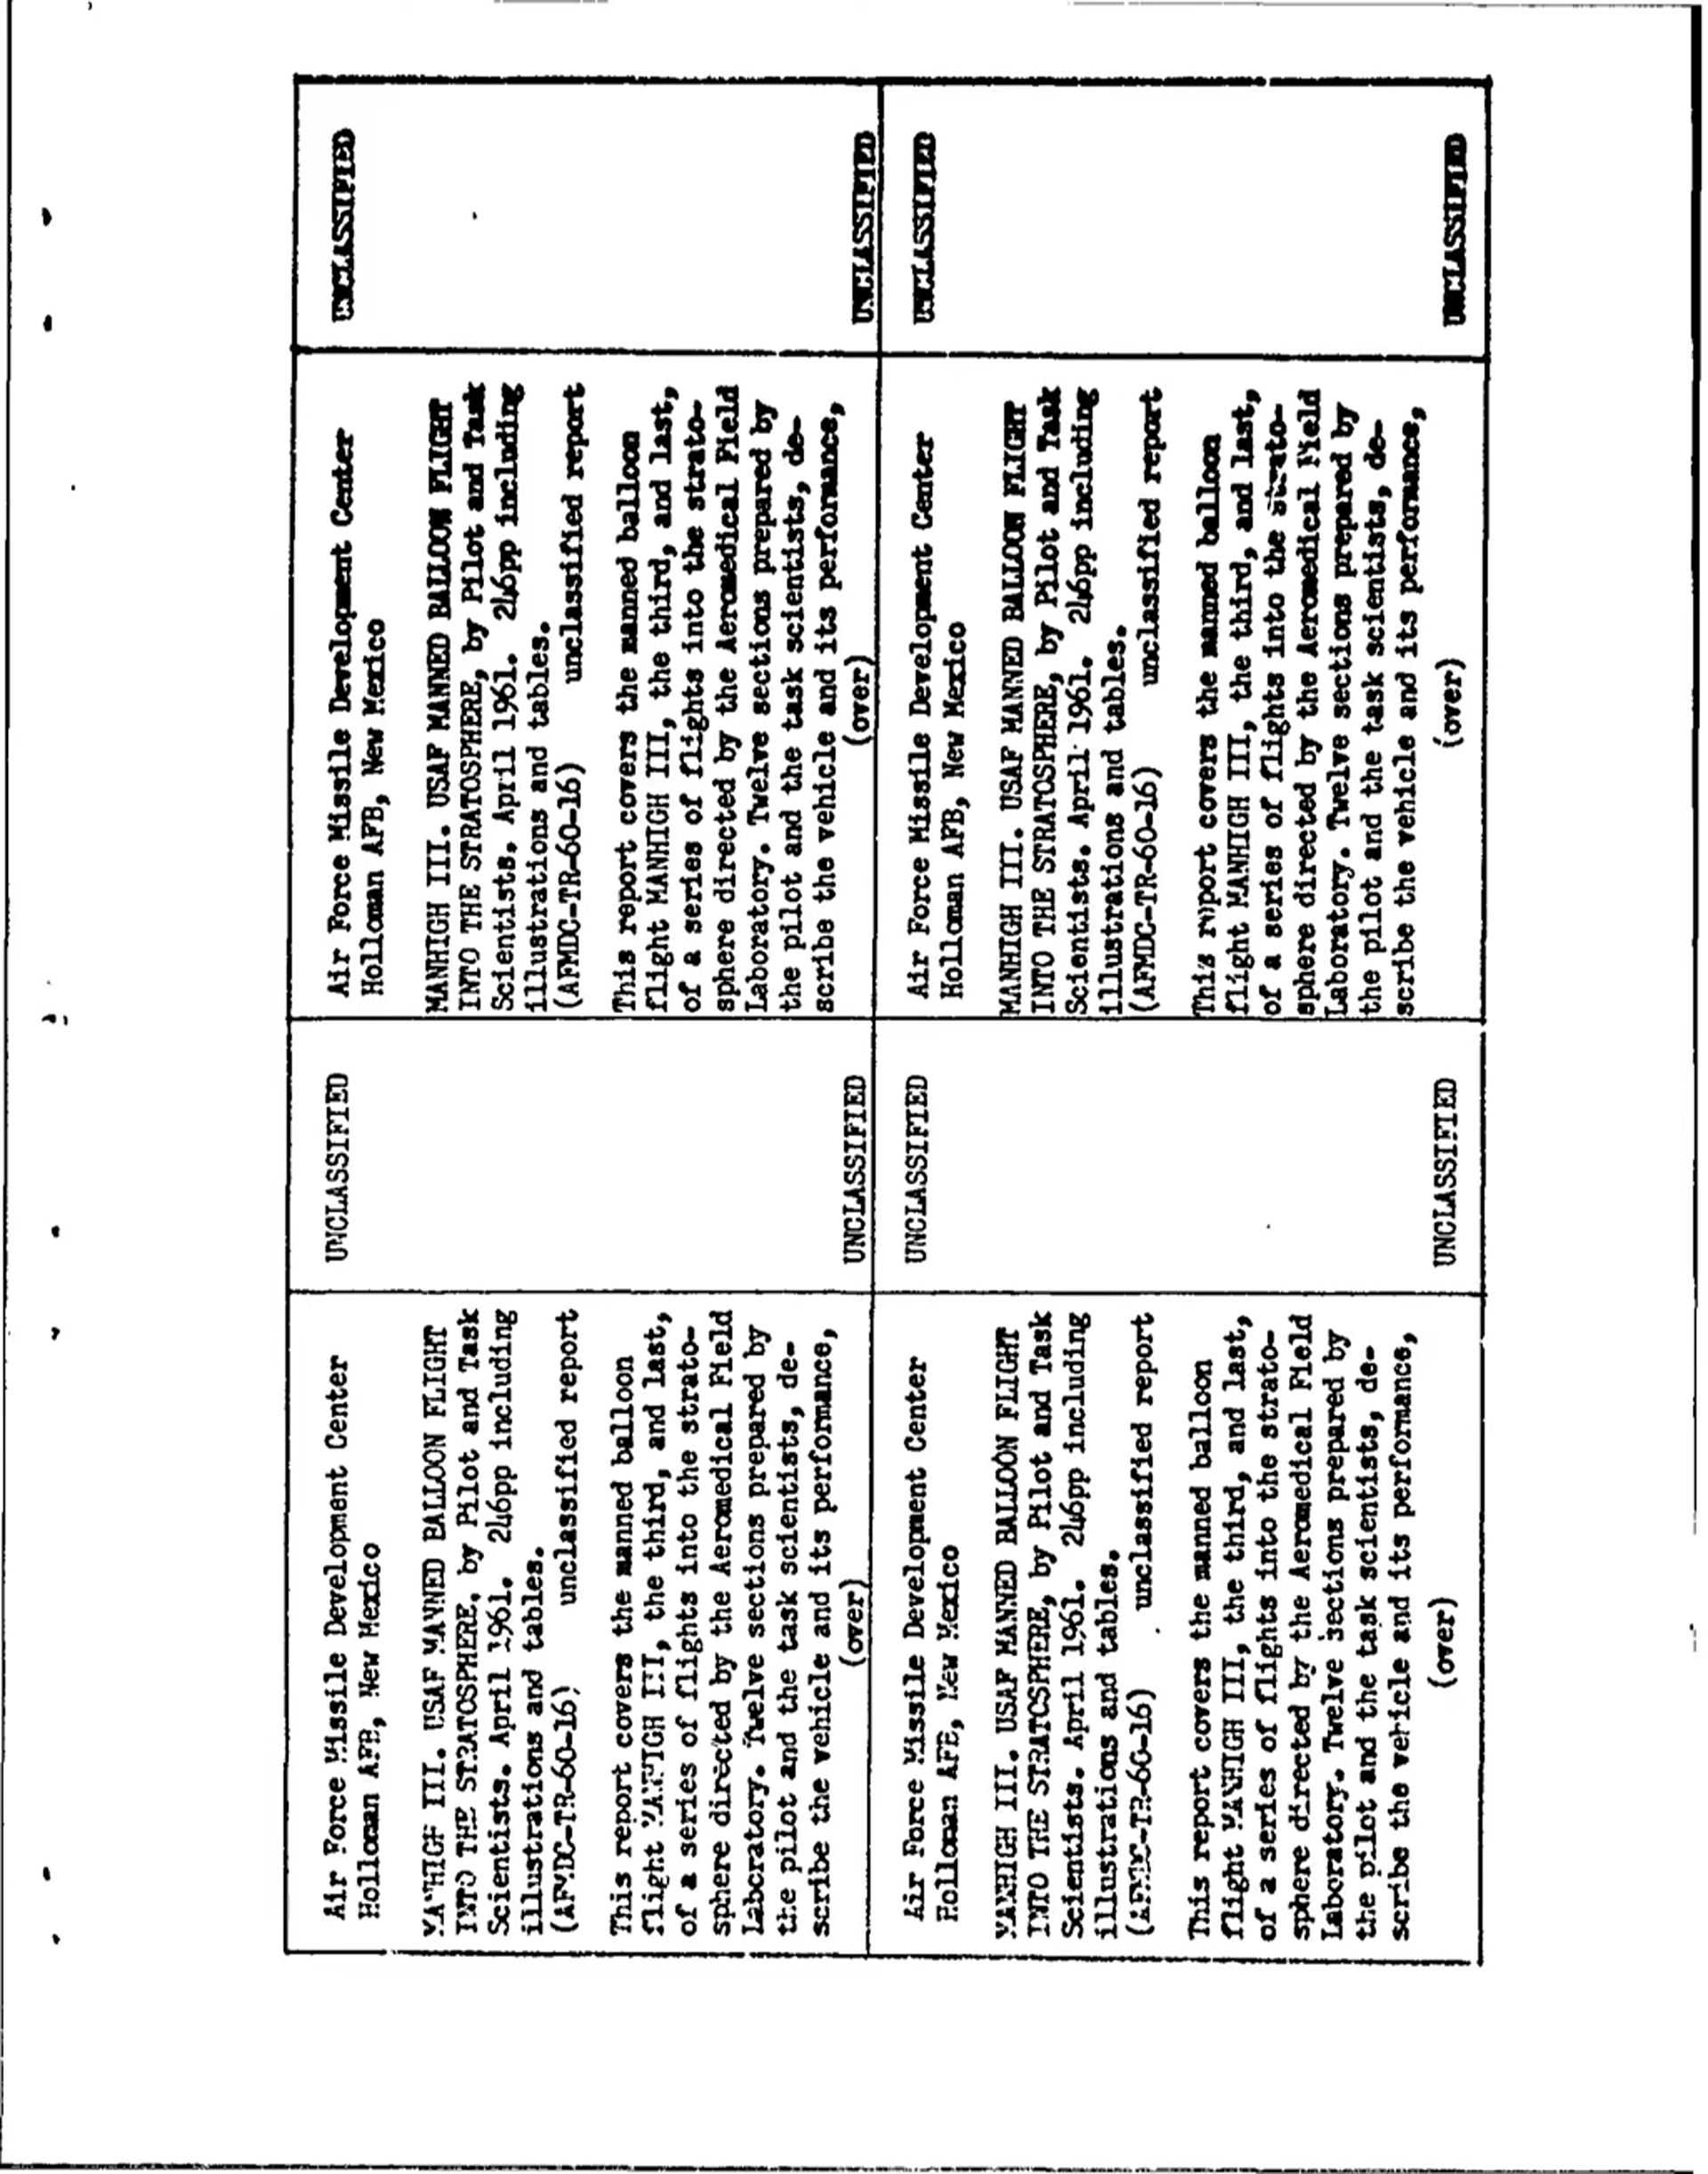 Air Force Missile Development Center
Holloman AFB, New Mexico
MANHIGH III. USAF MANNED BALLOON FLIGHT
INTO THE STRATOSPHERE, by Pilot and Task
Scientists. April 1961. 246pp including
illustrations and tables.
(AFMDC-TR-60-16) unclassified report
This report covers the manned balloon
flight MANHIGH III, the third, and last,
of a series of flights into the strato-
sphere directed by the Aeromedical Field
Laboratory. Twelve sections prepared by
the pilot and the task scientists, de-
scribe the vehicle and its performance,
(over)
UNCLASSIFIED
UNCLASSIFIED
Air Force Missile Development Center
Holloman AFB, New Mexico
MANHIGH III. USAF MANNED BALLOON FLIGHT
INTO THE STRATOSPHERE, by Pilot and Task
Scientists. April 1961. 246pp including
illustrations and tables.
(AFMDC-TR-60-16) unclassified report
This report covers the manned balloon
flight MANHIGH III, the third, and last,
of a series of flights into the strato-
sphere directed by the Aeromedical Field
Laboratory. Twelve sections prepared by
the pilot and the task scientists, de-
scribe the vehicle and its performance,
(over)
UNCLASSIFIED
UNCLASSIFIED
Air Force Missile Development Center
Holloman AFB, New Mexico
MANHIGH III. USAF MANNED BALLOON FLIGHT
INTO THE STRATOSPHERE, by Pilot and Task
Scientists. April 1961. 246pp including
illustrations and tables.
(AFMDC-TR-60-16) unclassified report
This report covers the manned balloon
flight MANHIGH III, the third, and last,
of a series of flights into the strato-
sphere directed by the Aeromedical Field
Laboratory. Twelve sections prepared by
the pilot and the task scientists, de-
scribe the vehicle and its performance,
(over)
UNCLASSIFIED
UNCLASSIFIED
Air Force Missile Development Center
Holloman AFB, New Mexico
MANHIGH III. USAF MANNED BALLOON FLIGHT
INTO THE STRATOSPHERE, by Pilot and Task
Scientists. April 1961. 246pp including
illustrations and tables.
(AFMDC-TR-60-16) unclassified report
This report covers the manned balloon
flight MANHIGH III, the third, and last,
of a series of flights into the strato-
sphere directed by the Aeromedical Field
Laboratory. Twelve sections prepared by
the pilot and the task scientists, de-
scribe the vehicle and its performance,
(over)
UNCLASSIFIED
UNCLASSIFIED